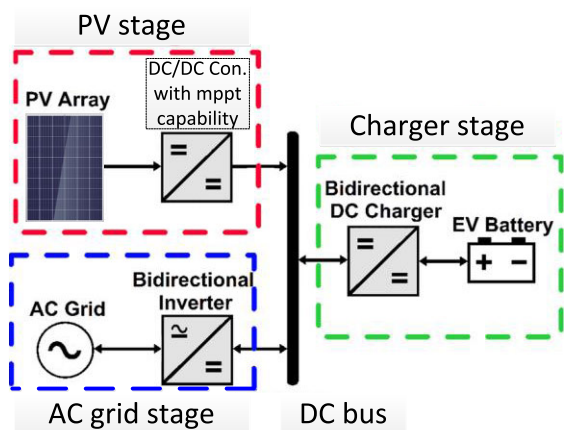 PV stage
DC/DC Con.
with mppt
capability
PV Array
Charger stage
Bidirectional
DC Charger
EV Battery
+ −
Bidirectional
Inverter
AC Grid
AC grid stage
DC bus